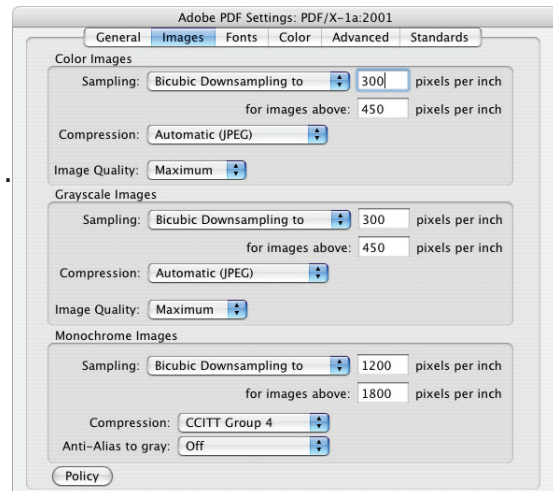 Adobe PDF Settings: PDF/X-1a:2001
General Images Fonts Color Advanced Standards
Color Images
Sampling: Bicubic Downsampling to 300 pixels per inch
for images above: 450 pixels per inch
Compression: Automatic (JPEG)
Image Quality: Maximum
Grayscale Images
Sampling: Bicubic Downsampling to 300 pixels per inch
for images above: 450 pixels per inch
Compression: Automatic (JPEG)
Image Quality: Maximum
Monochrome Images
Sampling: Bicubic Downsampling to 1200 pixels per inch
for images above: 1800 pixels per inch
Compression: CCITT Group 4
Anti-Alias to gray: Off
Policy